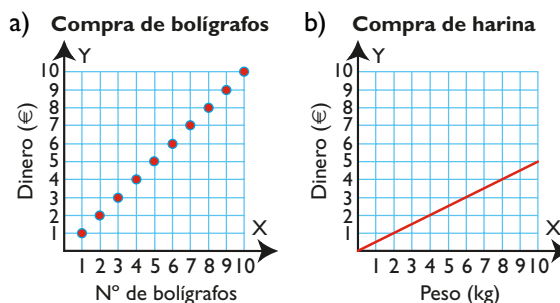 a) Compra de bolígrafos
Y
10
9
8
7
6
5
4
3
2
1
Dinero (€)
X
1 2 3 4 5 6 7 8 9 10
Nº de bolígrafos
b) Compra de harina
Y
10
9
8
7
6
5
4
3
2
1
Dinero (€)
X
1 2 3 4 5 6 7 8 9 10
Peso (kg)